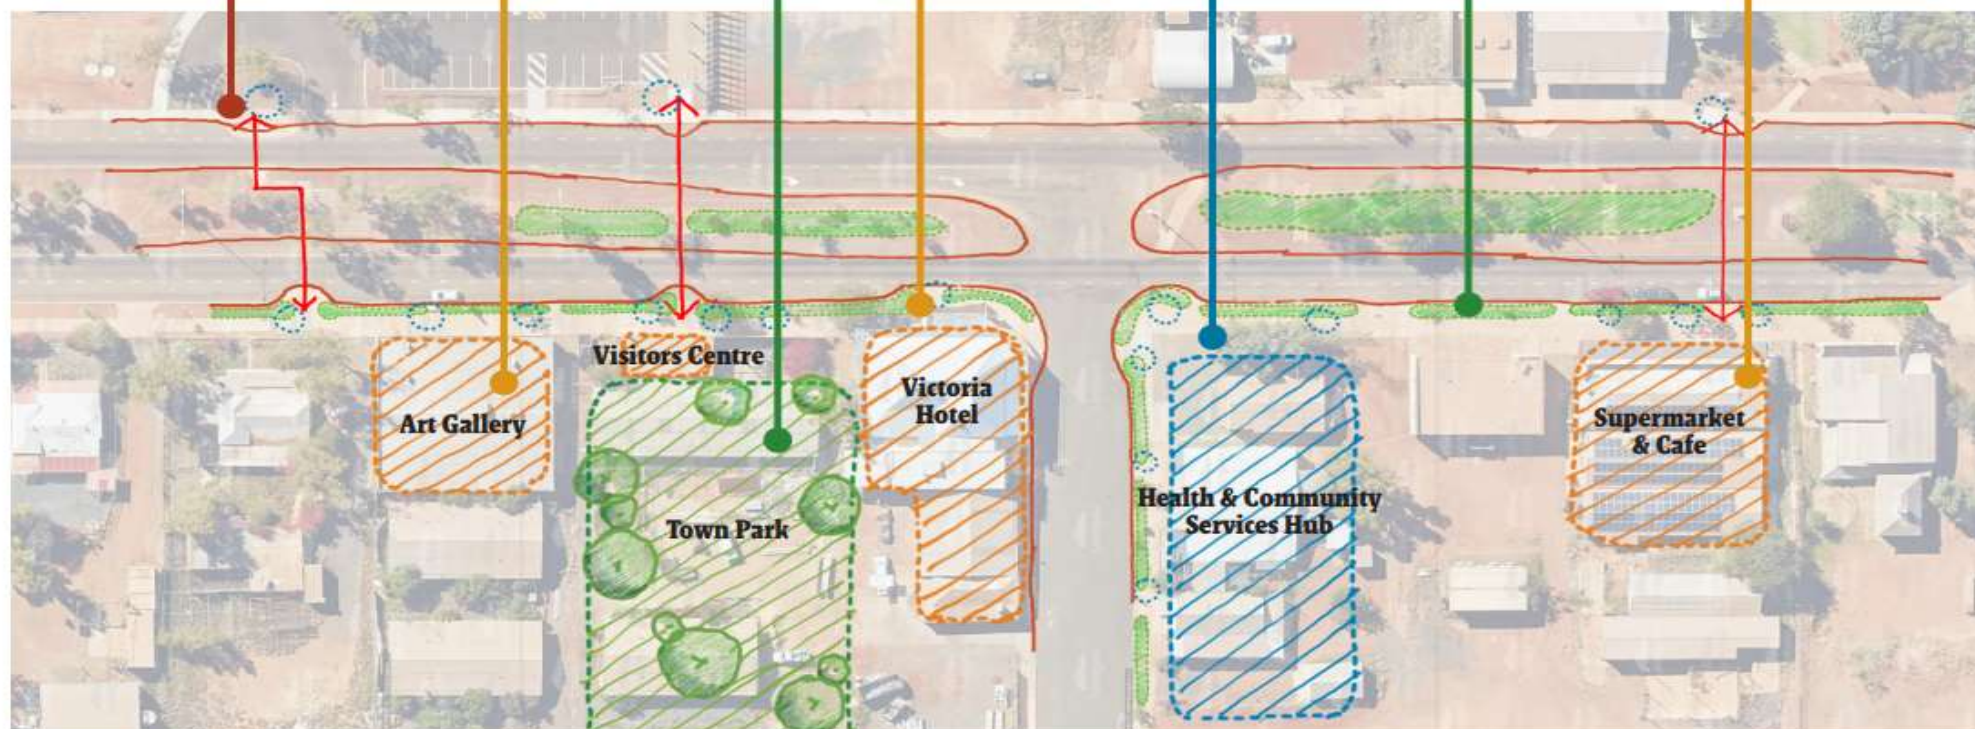 Visitors Centre
Art Gallery
Town Park
Victoria
Hotel
Health & Community
Services Hub
Supermarket
& Cafe